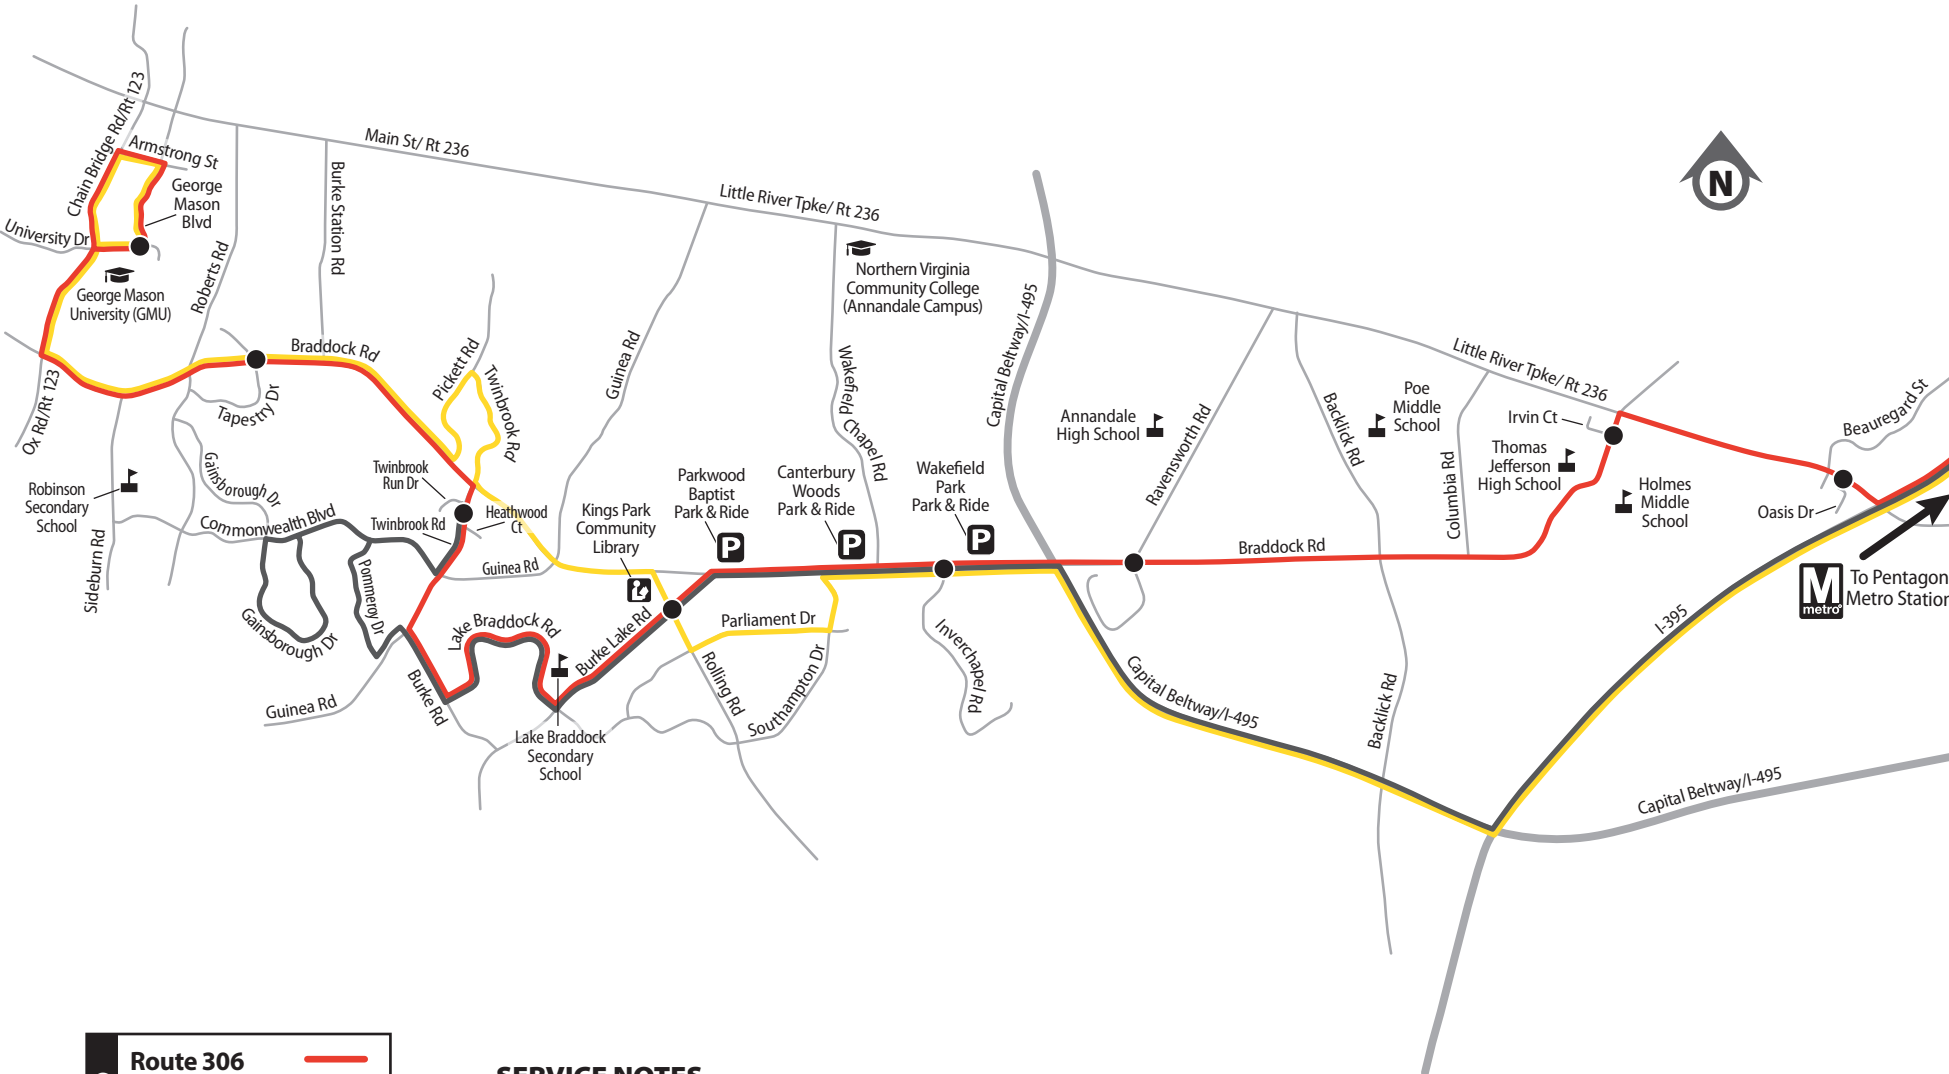 Chain Bridge Rd/Rt 123
Armstrong St
George
Mason
Blvd
University Dr
George Mason
University (GMU)
Roberts Rd
Burke Station Rd
Main St/ Rt 236
Little River Tpke/ Rt 236
Northern Virginia
Community College
(Annandale Campus)
N
Ox Rd/Rt 123
Braddock Rd
Tapestry Dr
Pickett Rd
Twinbrook Rd
Guinea Rd
Wakefield Chapel Rd
Capital Beltway/I-495
Annandale
High School
Ravensworth Rd
Backlick Rd
Poe
Middle
School
Little River Tpke/ Rt 236
Columbia Rd
Irvin Ct
Thomas
Jefferson
High School
Holmes
Middle
School
Beauregard St
Oasis Dr
Robinson
Secondary
School
Sideburn Rd
Gainsborough Dr
Commonwealth Blvd
Twinbrook
Run Dr
Twinbrook Rd
Heathwood
Ct
Guinea Rd
Kings Park
Community
Library
Parkwood
Baptist
Park & Ride
P
Canterbury
Woods
Park & Ride
P
Wakefield
Park
Park & Ride
P
Braddock Rd
Pommeroy Dr
Gainsborough Dr
Guinea Rd
Burke Rd
Lake Braddock Rd
Burke Lake Rd
Lake Braddock
Secondary
School
Parliament Dr
Rolling Rd
Southampton Dr
Inverchapel Rd
Capital Beltway/I-495
Backlick Rd
I-395
M
metro
To Pentagon
Metro Station
Capital Beltway/I-495
Route 306
SERVICE NOTES